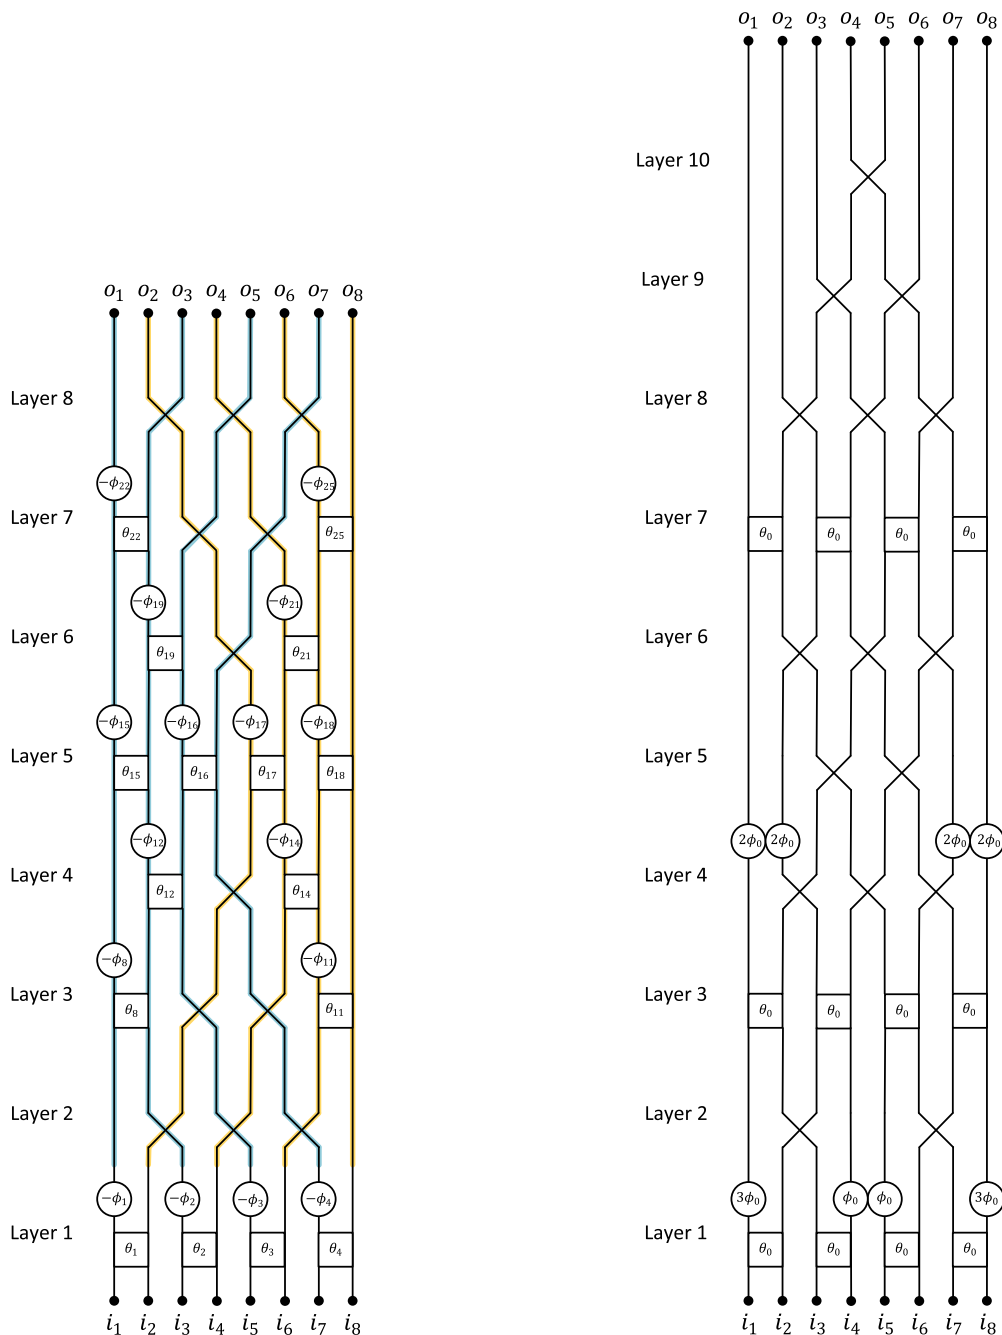 o1 o2 o3 o4 o5 o6 o7 o8
Layer 8
−ϕ22 −ϕ25
Layer 7
θ22 θ25
−ϕ19 −ϕ21
Layer 6
θ19 θ21
−ϕ15 −ϕ16 −ϕ17 −ϕ18
Layer 5
θ15 θ16 θ17 θ18
−ϕ12 −ϕ14
Layer 4
θ12 θ14
−ϕ8 −ϕ11
Layer 3
θ8 θ11
Layer 2
−ϕ1 −ϕ2 −ϕ3 −ϕ4
Layer 1
θ1 θ2 θ3 θ4
i1 i2 i3 i4 i5 i6 i7 i8
o1 o2 o3 o4 o5 o6 o7 o8
Layer 10
Layer 9
Layer 8
Layer 7
θ0 θ0 θ0 θ0
Layer 6
Layer 5
2ϕ0 2ϕ0 2ϕ0 2ϕ0
Layer 4
Layer 3
θ0 θ0 θ0 θ0
Layer 2
3ϕ0 ϕ0 ϕ0 3ϕ0
Layer 1
θ0 θ0 θ0 θ0
i1 i2 i3 i4 i5 i6 i7 i8